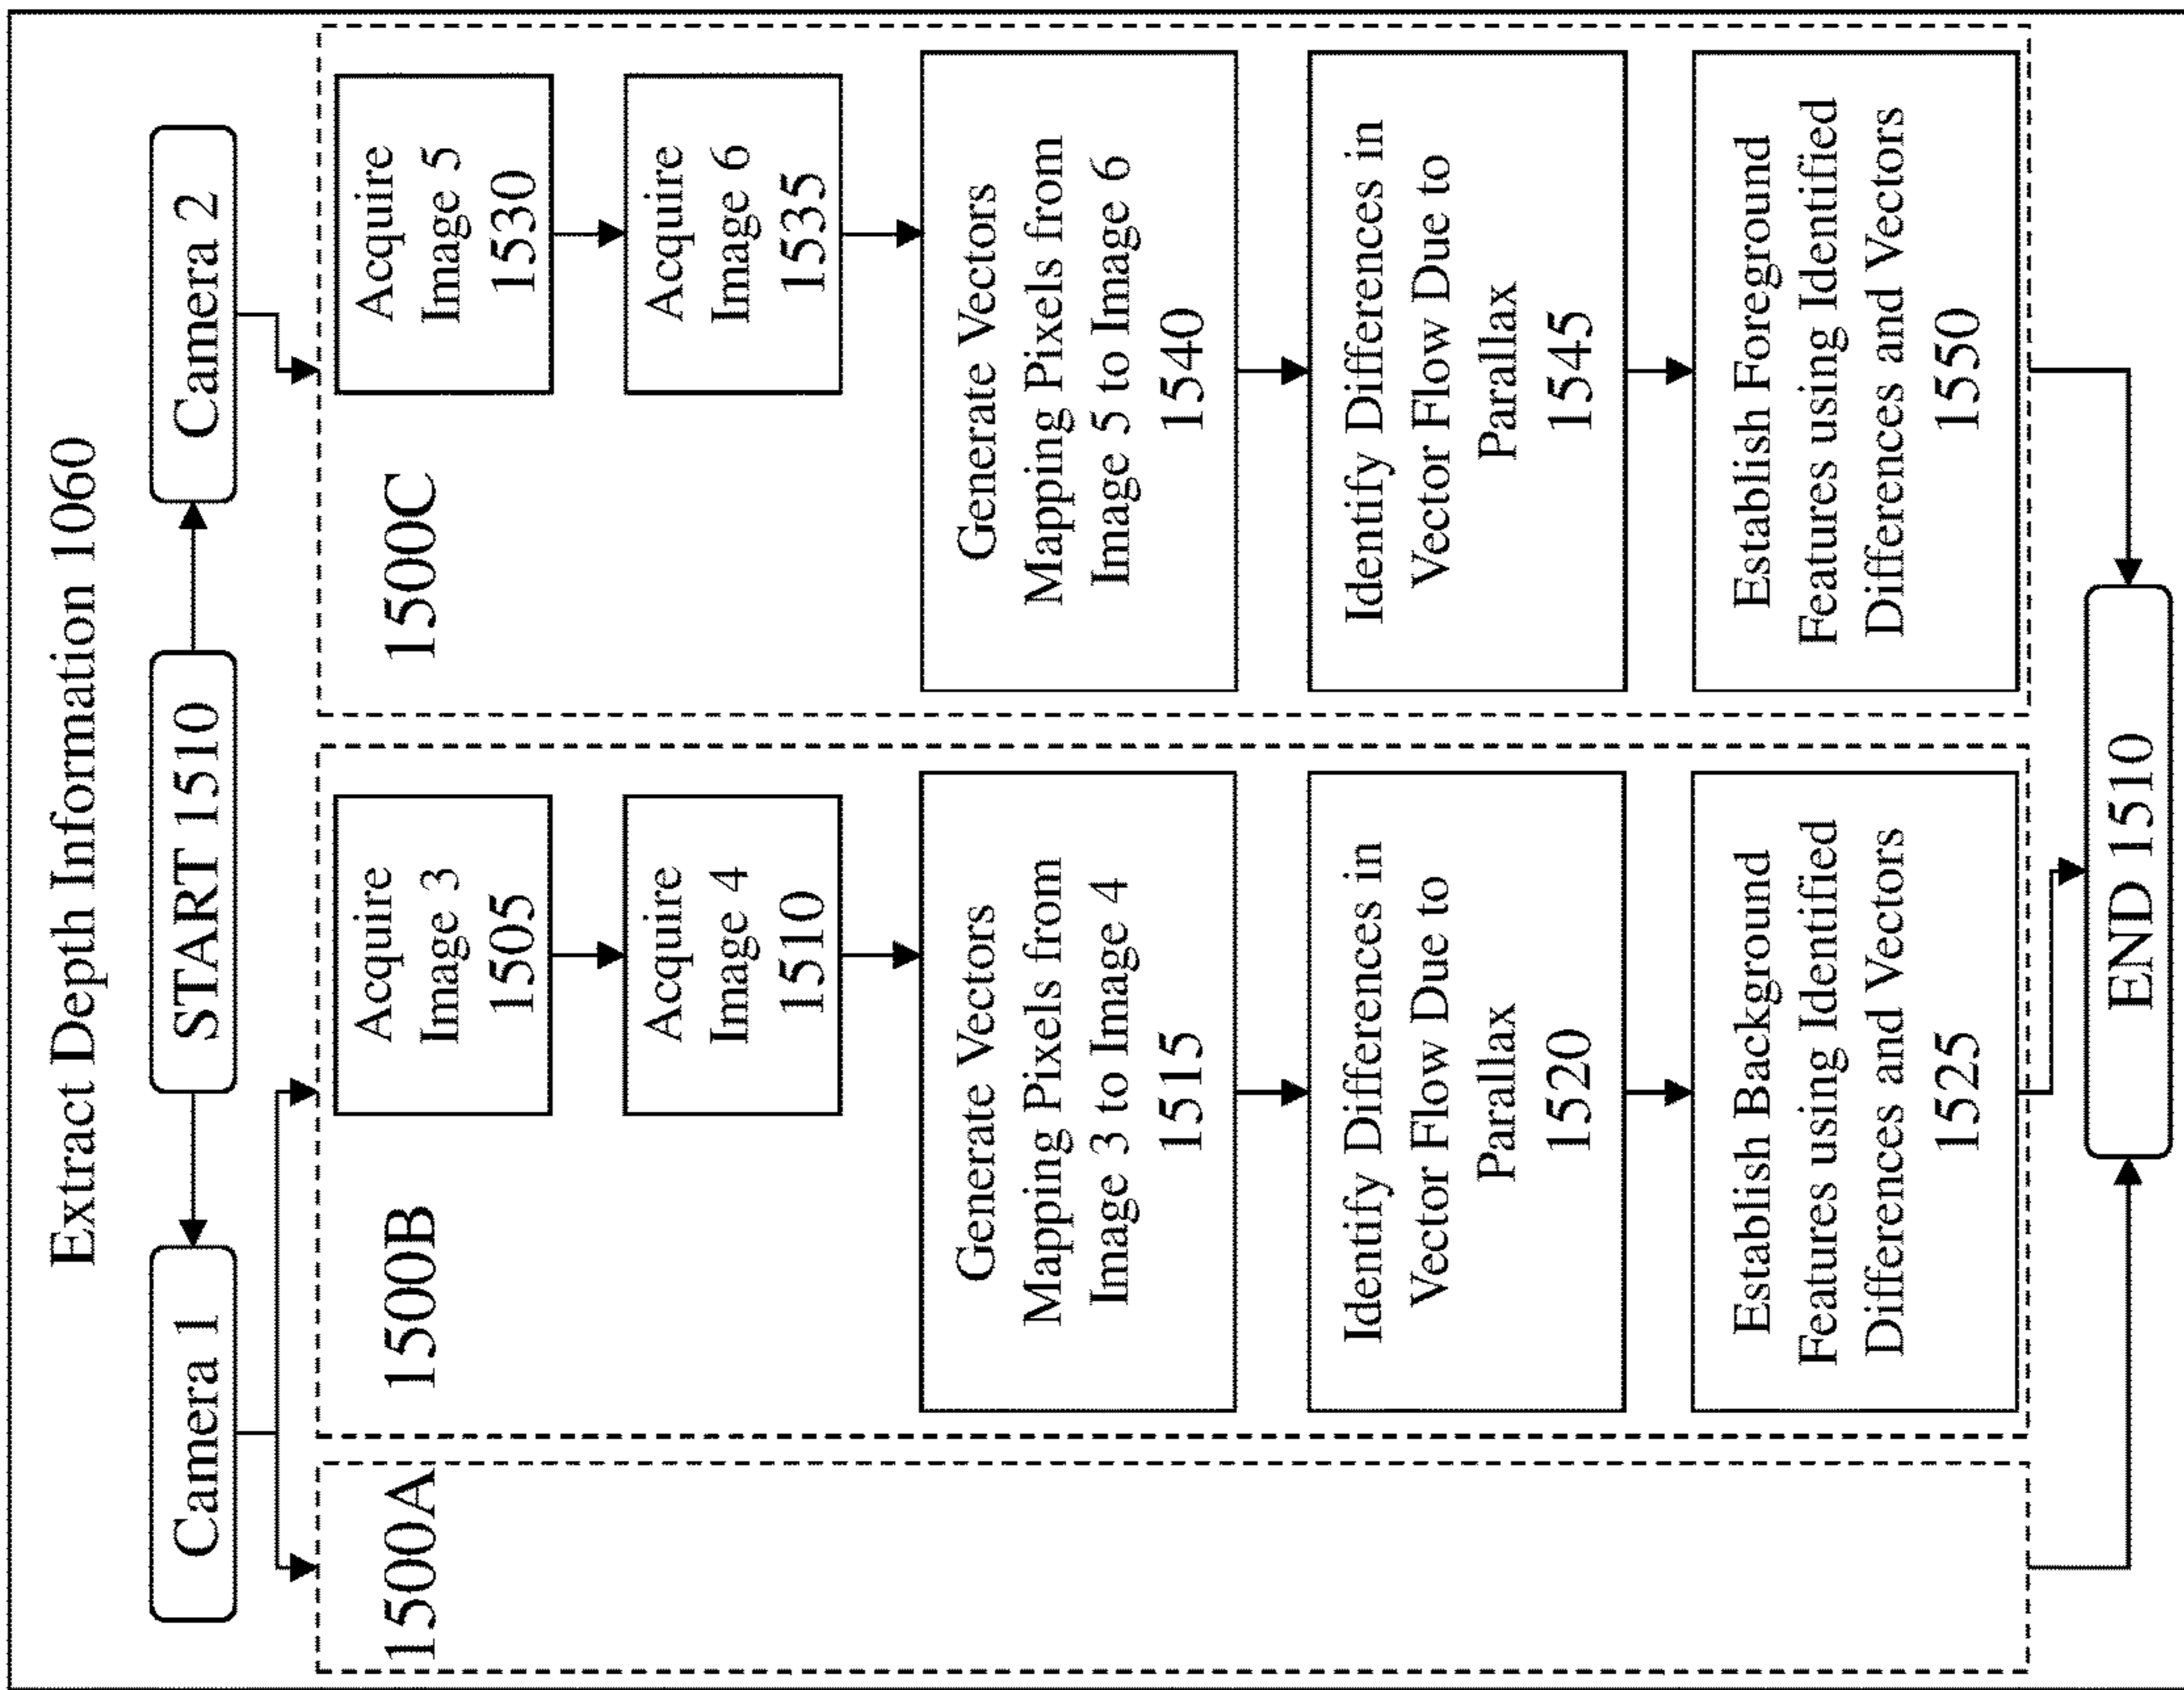 Extract Depth Information 1060
Camera 1
START 1510
Camera 2
1500A
1500B
Acquire
Image 3
1505
Acquire
Image 4
1510
Generate Vectors
Mapping Pixels from
Image 3 to Image 4
1515
Identify Differences in
Vector Flow Due to
Parallax
1520
Establish Background
Features using Identified
Differences and Vectors
1525
1500C
Acquire
Image 5
1530
Acquire
Image 6
1535
Generate Vectors
Mapping Pixels from
Image 5 to Image 6
1540
Identify Differences in
Vector Flow Due to
Parallax
1545
Establish Foreground
Features using Identified
Differences and Vectors
1550
END 1510